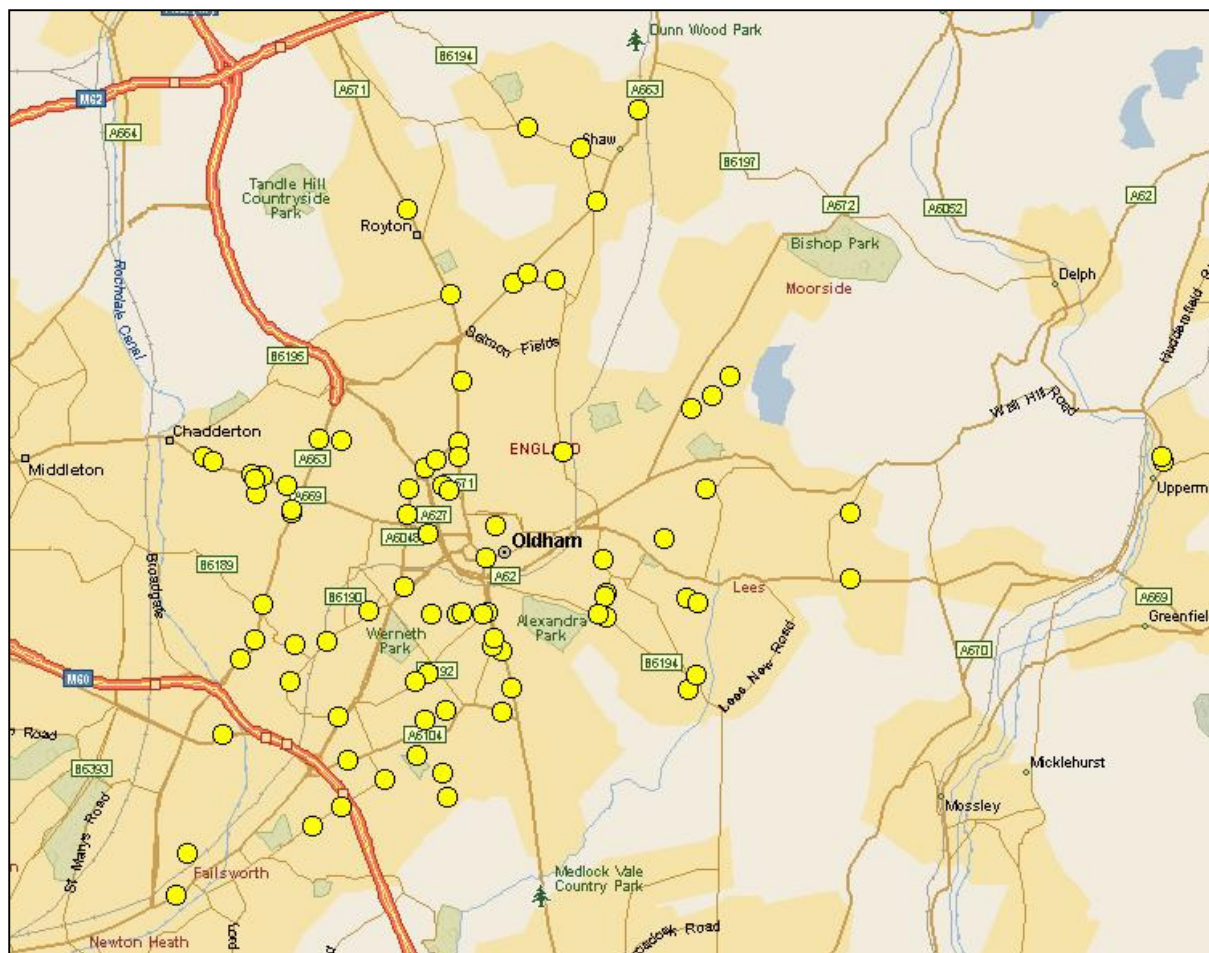 Dunn Wood Park
B6194
A671
A663
M62
A664
Shaw
B6197
Tandle Hill
Countryside
Park
A672
A6052
A62
Royton
Bishop Park
Rochdale Canal
Delph
Moorside
Huddersfield R
B6195
Salmon Fields
Wall Hill Road
Chadderton
A663
ENGLAND
Middleton
A671
Upperm
A669
A627
A6048
Oldham
B6189
A62
Broadgate
B6190
Lees
A669
Alexandra
Park
Greenfiel
Werneth
Park
B6194
A670
M60
Lees New Road
Road
A6104
B6393
Micklehurst
Mossley
St Marys Road
Failsworth
Medlock Vale
Country Park
Newton Heath
Road